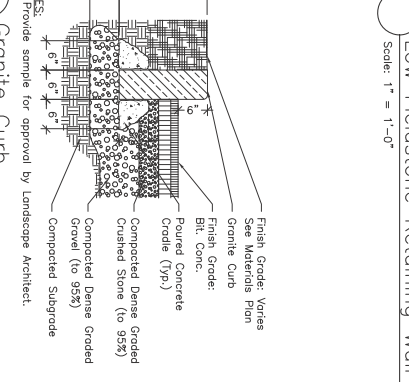 Low Fieldstone Retaining Wall
Scale: 1" = 1'-0"
Finish Grade: Varies
See Materials Plan
Granite Curb
Finish Grade:
Bit. Conc.
Poured Concrete
Cradle (Typ.)
Compacted Dense Graded
Crushed Stone (to 95%)
Compacted Dense Graded
Gravel (to 95%)
Compacted Subgrade
6"
6"
6"
6"
Provide sample for approval by Landscape Architect.
Granite Curb